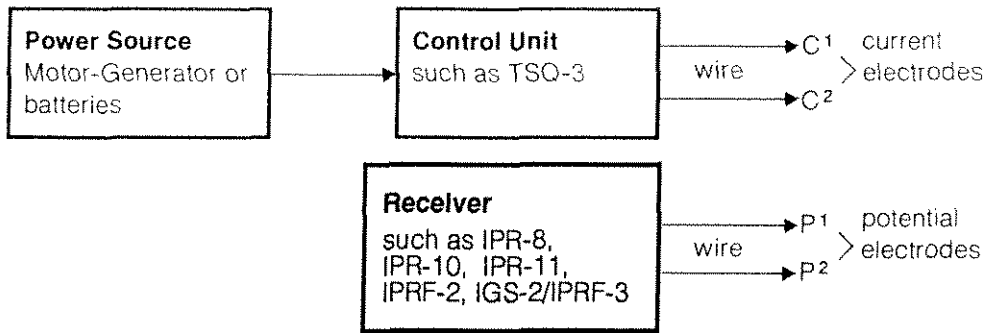 Power Source
Motor-Generator or
batteries
Control Unit
such as TSQ-3
wire
C1
C2
current
electrodes
Receiver
such as IPR-8,
IPR-10, IPR-11,
IPRF-2, IGS-2/IPRF-3
wire
P1
P2
potential
electrodes